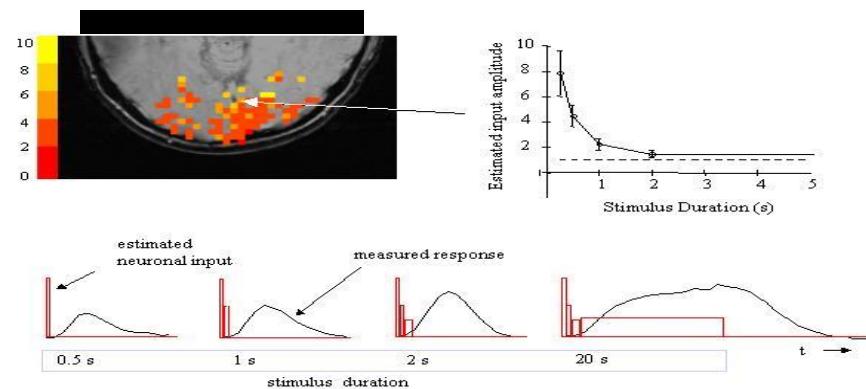 10
8
6
4
2
0
Estimated input amplitude
10
8
6
4
2
1
2
3
4
5
Stimulus Duration (s)
estimated
neuronal input
measured response
0.5 s
1 s
2 s
20 s
t
stimulus duration